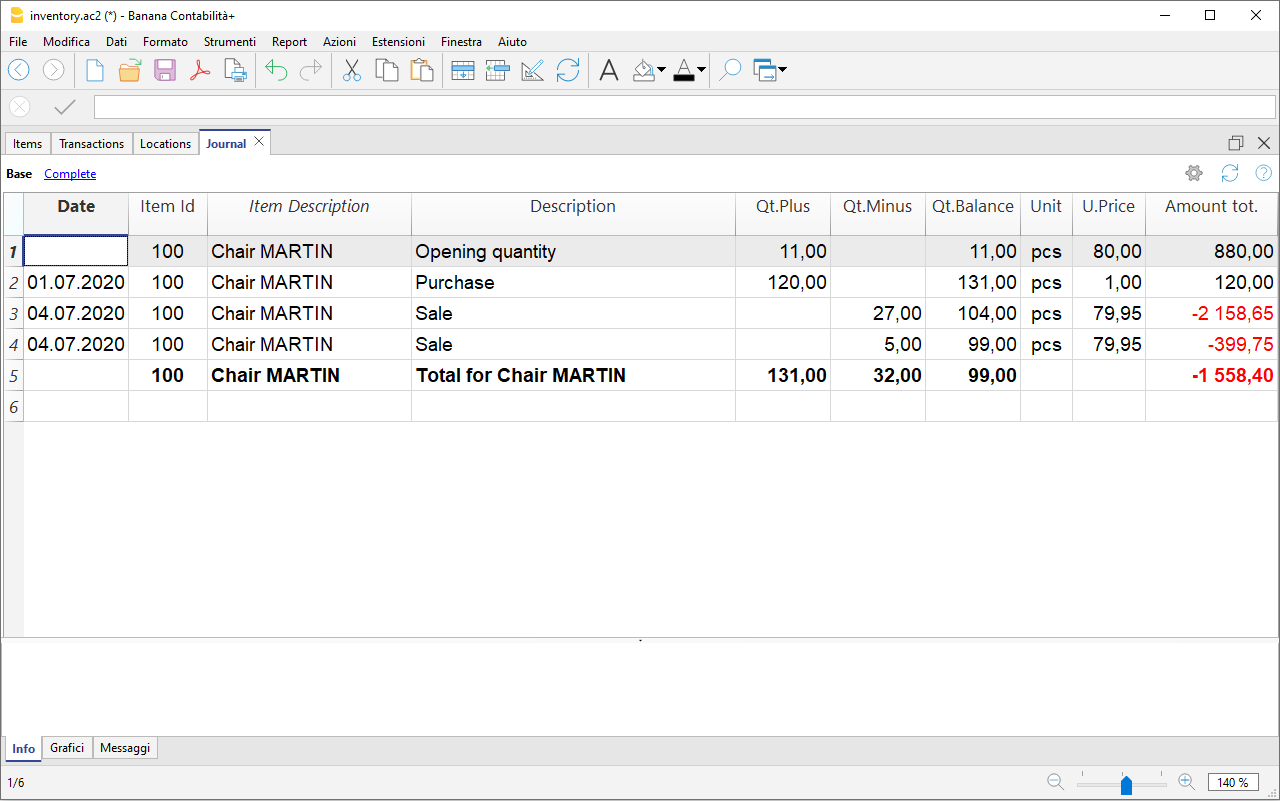 inventory.ac2 (*) - Banana Contabilità+
File Modifica Dati Formato Strumenti Report Azioni Estensioni Finestra Aiuto
Items Transactions Locations Journal
Base Complete
Date Item Id Item Description Description Qt.Plus Qt.Minus Qt.Balance Unit U.Price Amount tot.
1 100 Chair MARTIN Opening quantity 11,00 11,00 pcs 80,00 880,00
2 01.07.2020 100 Chair MARTIN Purchase 120,00 131,00 pcs 1,00 120,00
3 04.07.2020 100 Chair MARTIN Sale 27,00 104,00 pcs 79,95 -2 158,65
4 04.07.2020 100 Chair MARTIN Sale 5,00 99,00 pcs 79,95 -399,75
5 100 Chair MARTIN Total for Chair MARTIN 131,00 32,00 99,00 -1 558,40
6
Info Grafici Messaggi
1/6 140 %